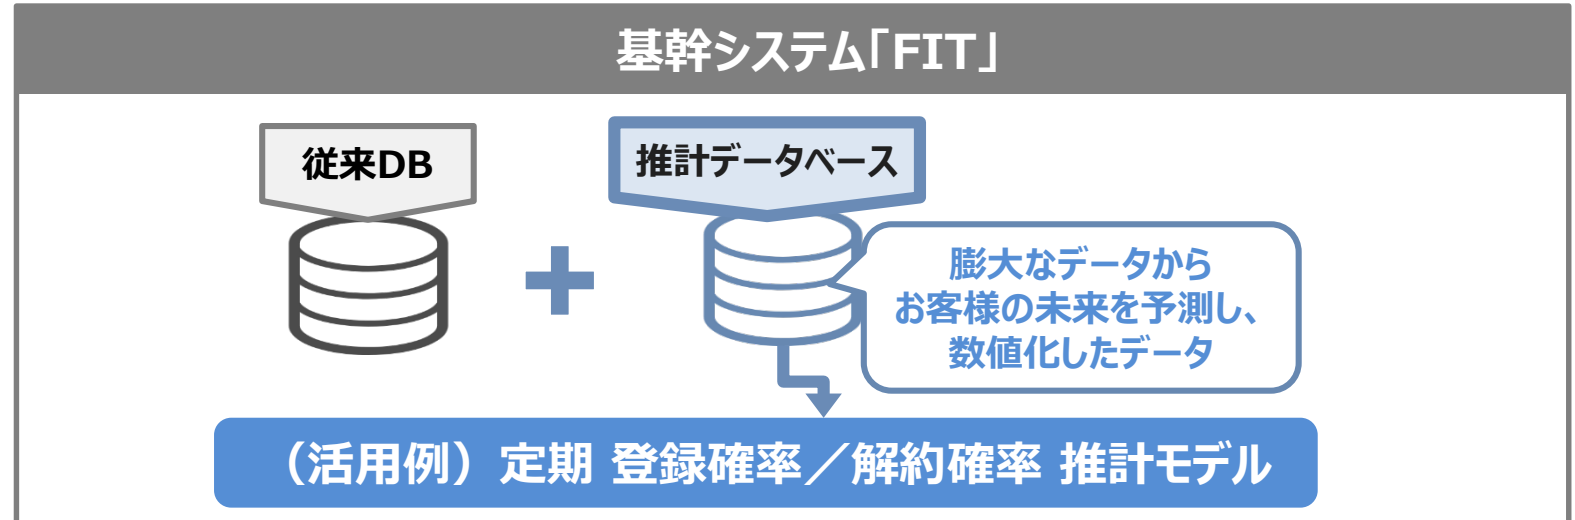 基幹システム「FIT」
従来DB
推計データベース
膨大なデータから
お客様の未来を予測し、
数値化したデータ
（活用例）定期 登録確率／解約確率 推計モデル